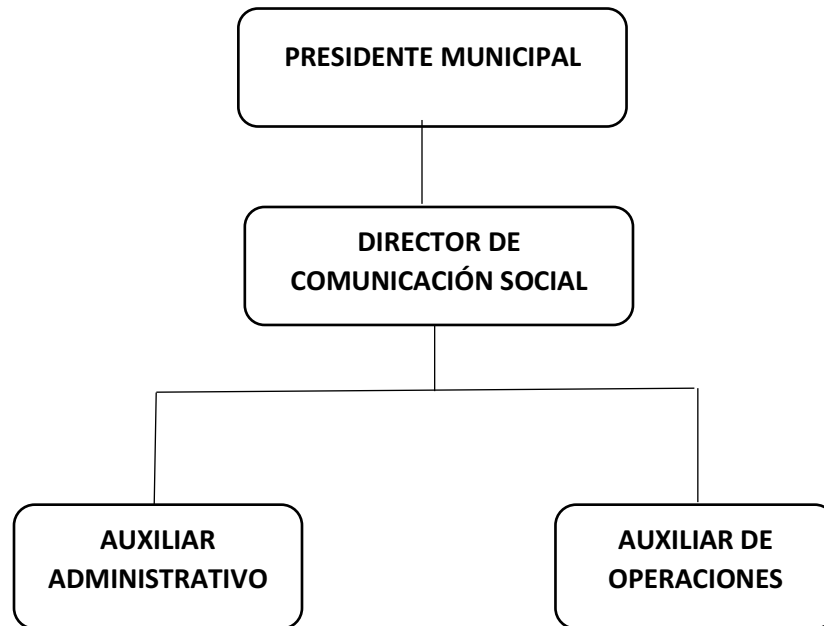 PRESIDENTE MUNICIPAL
DIRECTOR DE
COMUNICACIÓN SOCIAL
AUXILIAR
ADMINISTRATIVO
AUXILIAR DE
OPERACIONES